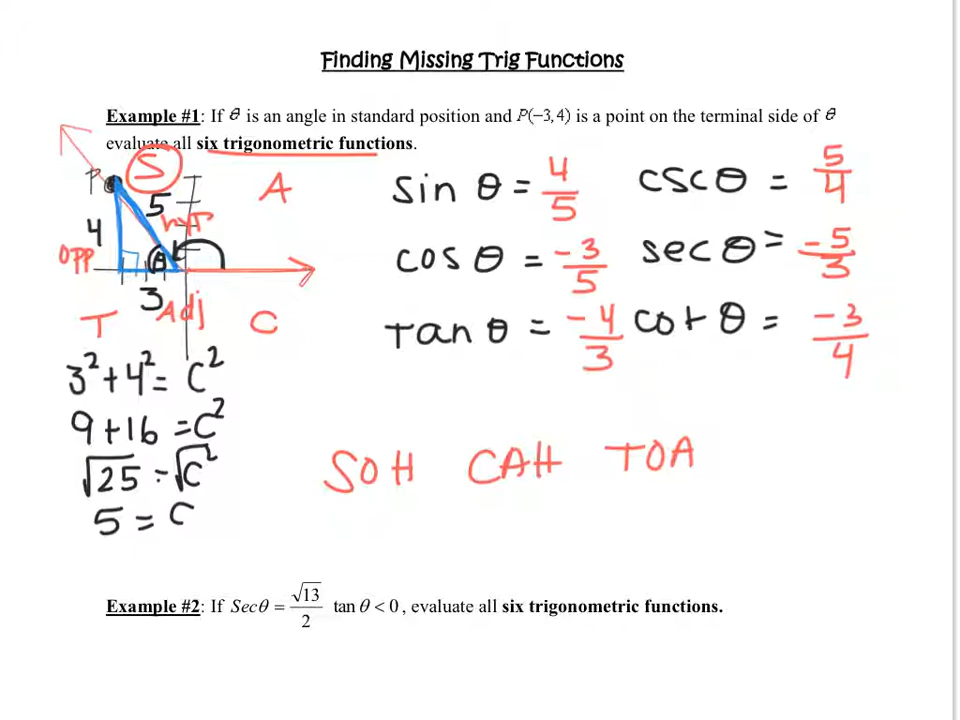 Finding Missing Trig Functions
Example #1: If θ is an angle in standard position and P(−3, 4) is a point on the terminal side of θ
evaluate all six trigonometric functions.
P S A
5
4 hyp
opp θ
3 Adj
T C
3² + 4² = C²
9 + 16 = C²
√25 = √C²
5 = C
sin θ = 4/5 csc θ = 5/4
cos θ = -3/5 sec θ = -5/3
Tan θ = -4/3 cot θ = -3/4
SOH CAH TOA
Example #2: If Secθ = √13/2 tan θ < 0, evaluate all six trigonometric functions.